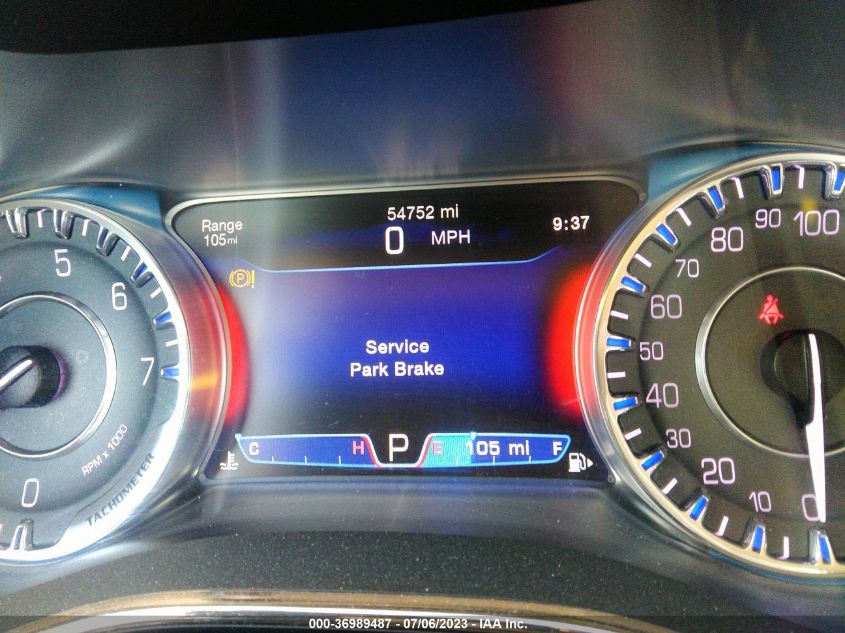 54752 mi
Range
105mi
0 MPH
9:37
(P)!
Service
Park Brake
C
H
P
E
105 mi
F
5
6
7
0
RPM x 1000
TACHOMETER
0
10
20
30
40
50
60
70
80
90
100
000-36989487 - 07/06/2023 - IAA Inc.